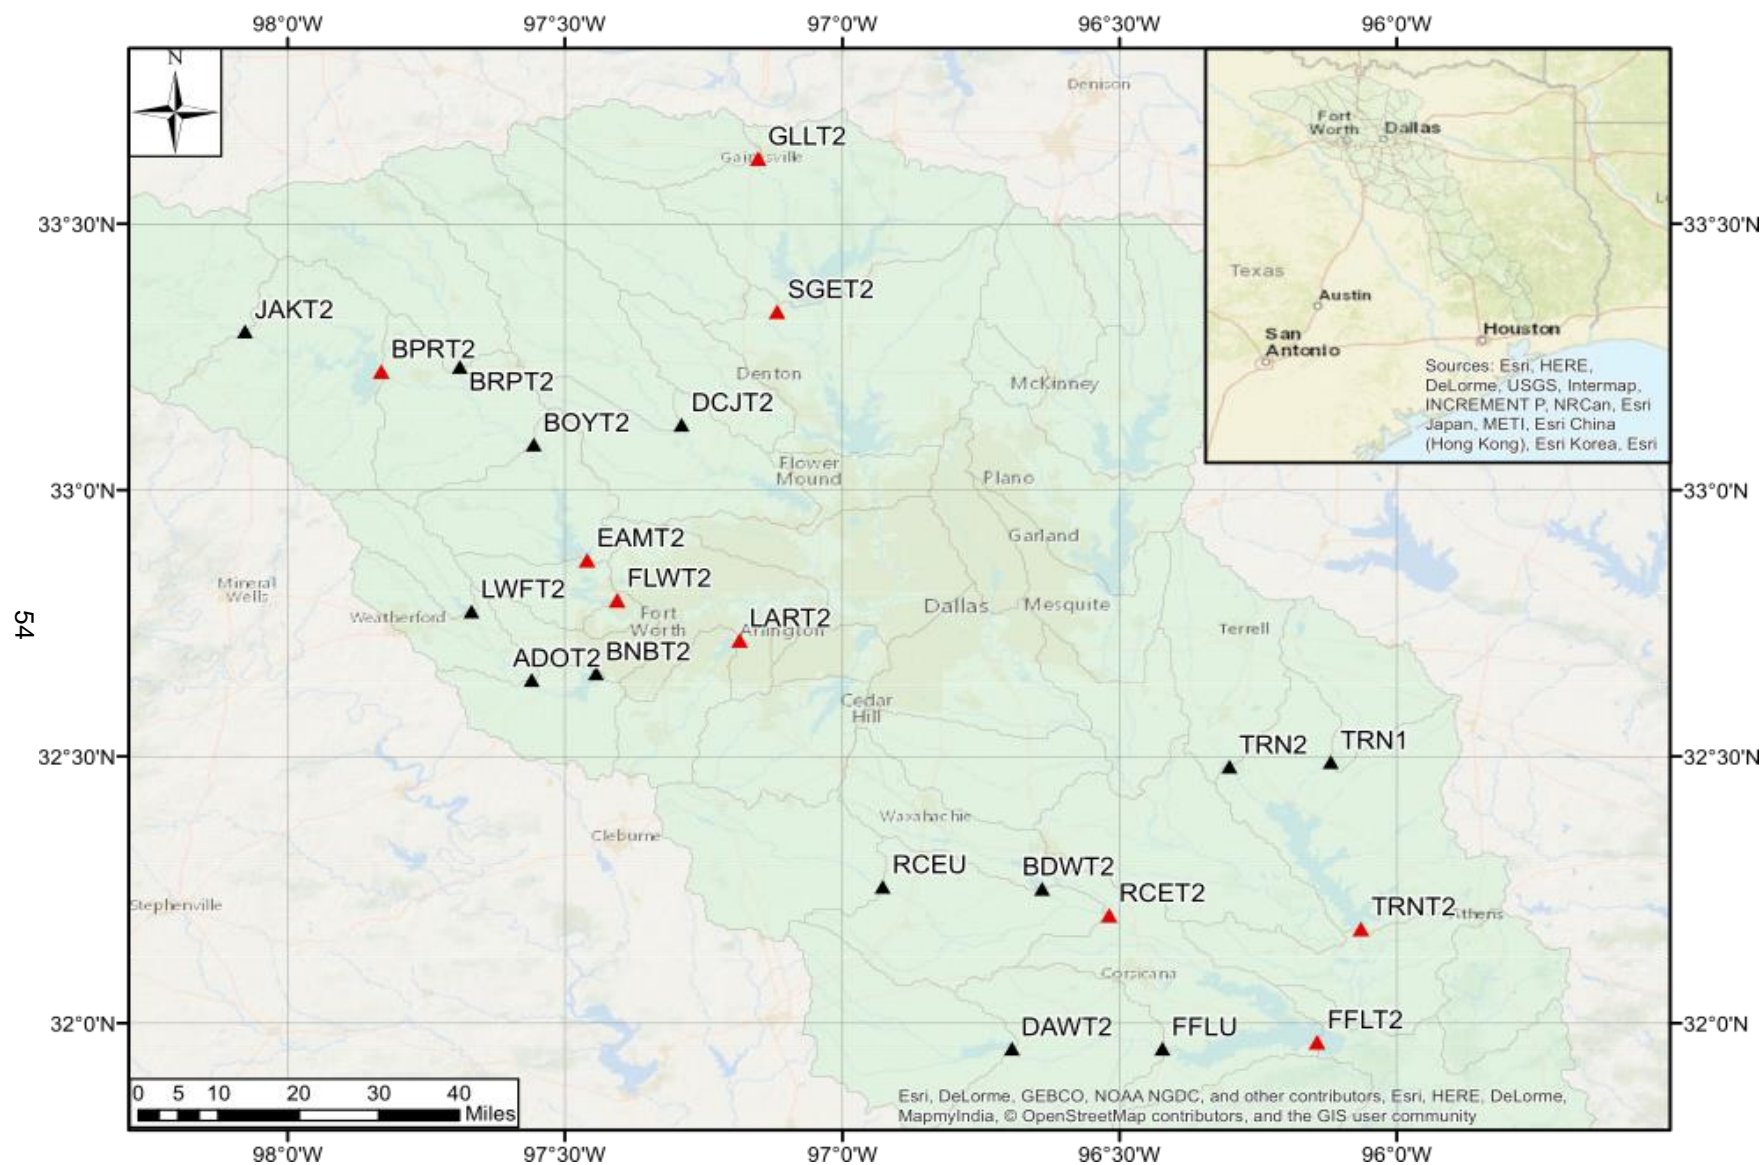 98°0'W 97°30'W 97°0'W 96°30'W 96°0'W
N
Denison
GLLT2
Gainesville
Fort
Worth
Dallas
33°30'N
33°30'N
Texas
Austin
San
Antonio
Houston
Sources: Esri, HERE,
DeLorme, USGS, Intermap,
INCREMENT P, NRCan, Esri
Japan, METI, Esri China
(Hong Kong), Esri Korea, Esri
SGET2
JAKT2
BPRT2
BRPT2
Denton
McKinney
DCJT2
BOYT2
Flower
Mound
Plano
33°0'N
33°0'N
EAMT2
Garland
FLWT2
LWFT2
Mineral
Wells
Weatherford
Fort
Worth
LART2
Arlington
Dallas
Mesquite
Terrell
54
ADOT2
BNBT2
Cedar
Hill
TRN2
TRN1
32°30'N
32°30'N
Waxahachie
Cleburne
RCEU
BDWT2
RCET2
Stephenville
TRNT2
Athens
Corsicana
32°0'N
32°0'N
DAWT2
FFLU
FFLT2
0 5 10 20 30 40
Miles
Esri, DeLorme, GEBCO, NOAA NGDC, and other contributors, Esri, HERE, DeLorme,
MapmyIndia, © OpenStreetMap contributors, and the GIS user community
98°0'W 97°30'W 97°0'W 96°30'W 96°0'W